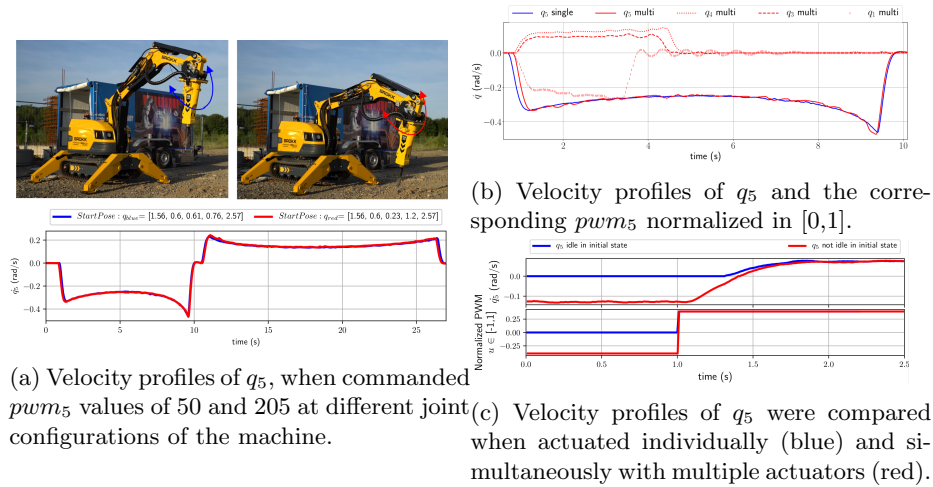 StartPose : q_blue= [1.56, 0.6, 0.61, 0.76, 2.57] StartPose : q_red= [1.56, 0.6, 0.23, 1.2, 2.57]
0.2
0.0
−0.2
−0.4
q̇₅ (rad/s)
0 5 10 15 20 25
time (s)
(a) Velocity profiles of q₅, when commanded
pwm₅ values of 50 and 205 at different joint
configurations of the machine.
q₅ single q₅ multi q₄ multi q₃ multi q₁ multi
0.0
−0.2
−0.4
q̇ (rad/s)
2 4 6 8 10
time (s)
(b) Velocity profiles of q₅ and the corre-
sponding pwm₅ normalized in [0,1].
q₅ idle in initial state q₅ not idle in initial state
0.0
−0.1
q̇₅ (rad/s)
Normalized PWM
u ∈ [-1,1]
0.25
0.00
−0.25
0.0 0.5 1.0 1.5 2.0 2.5
time (s)
(c) Velocity profiles of q₅ were compared
when actuated individually (blue) and si-
multaneously with multiple actuators (red).